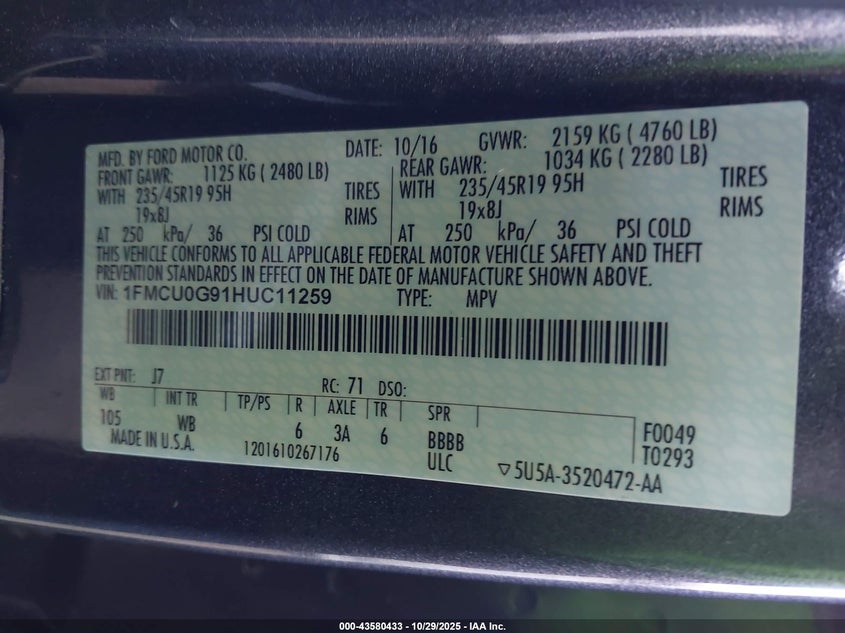 MFD. BY FORD MOTOR CO.
DATE: 10/16 GVWR: 2159 KG ( 4760 LB)
FRONT GAWR: 1125 KG ( 2480 LB) REAR GAWR: 1034 KG ( 2280 LB)
WITH 235/45R19 95H TIRES WITH 235/45R19 95H TIRES
19x8J RIMS 19x8J RIMS
AT 250 kPa/ 36 PSI COLD AT 250 kPa/ 36 PSI COLD
THIS VEHICLE CONFORMS TO ALL APPLICABLE FEDERAL MOTOR VEHICLE SAFETY AND THEFT
PREVENTION STANDARDS IN EFFECT ON THE DATE OF MANUFACTURE SHOWN ABOVE.
VIN: 1FMCU0G91HUC11259 TYPE: MPV
EXT PNT: J7 RC: 71 DSO:
WB INT TR TP/PS R AXLE TR SPR
105 WB 6 3A 6 BBBB F0049
MADE IN U.S.A. 1201610267176 ULC T0293
▽5U5A-3520472-AA
000-43580433 - 10/29/2025 - IAA Inc.